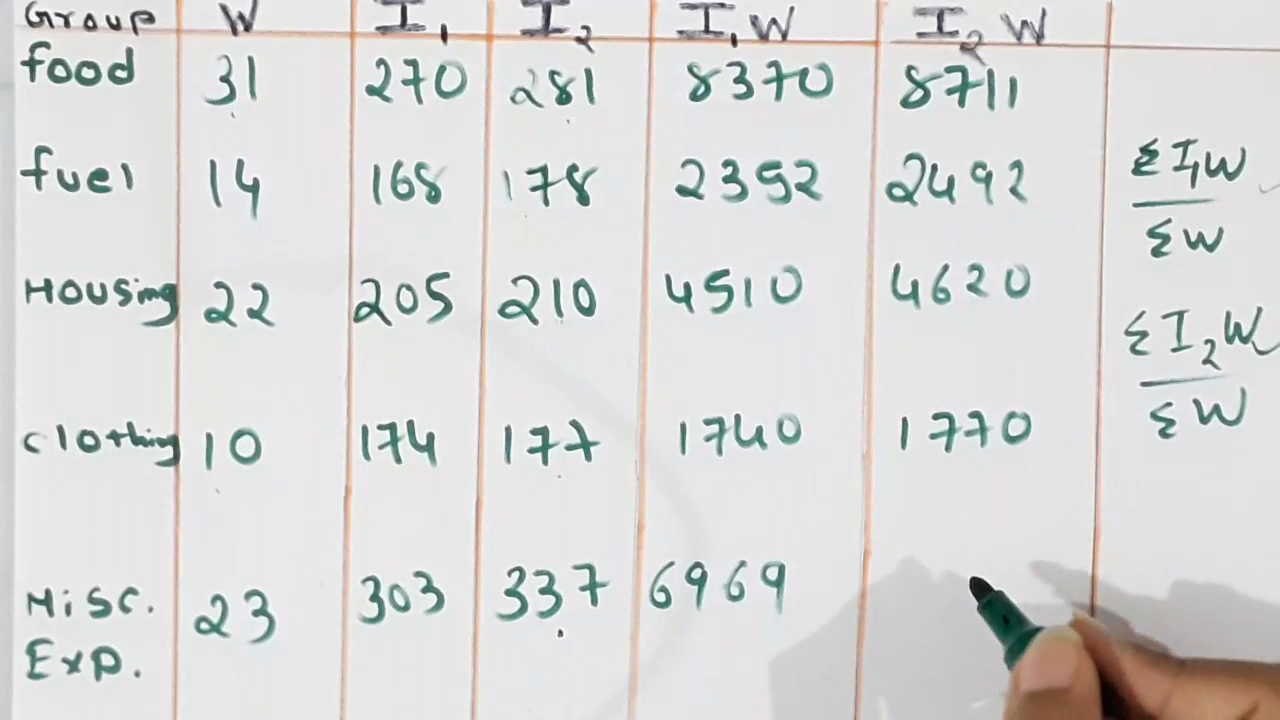 Group W I₁ I₂ I₁W I₂W
food 31 270 281 8370 8711
fuel 14 168 178 2352 2492
Housing 22 205 210 4510 4620
clothing 10 174 177 1740 1770
Misc. Exp. 23 303 337 6969
ΣI₁W
ΣW
ΣI₂W
ΣW